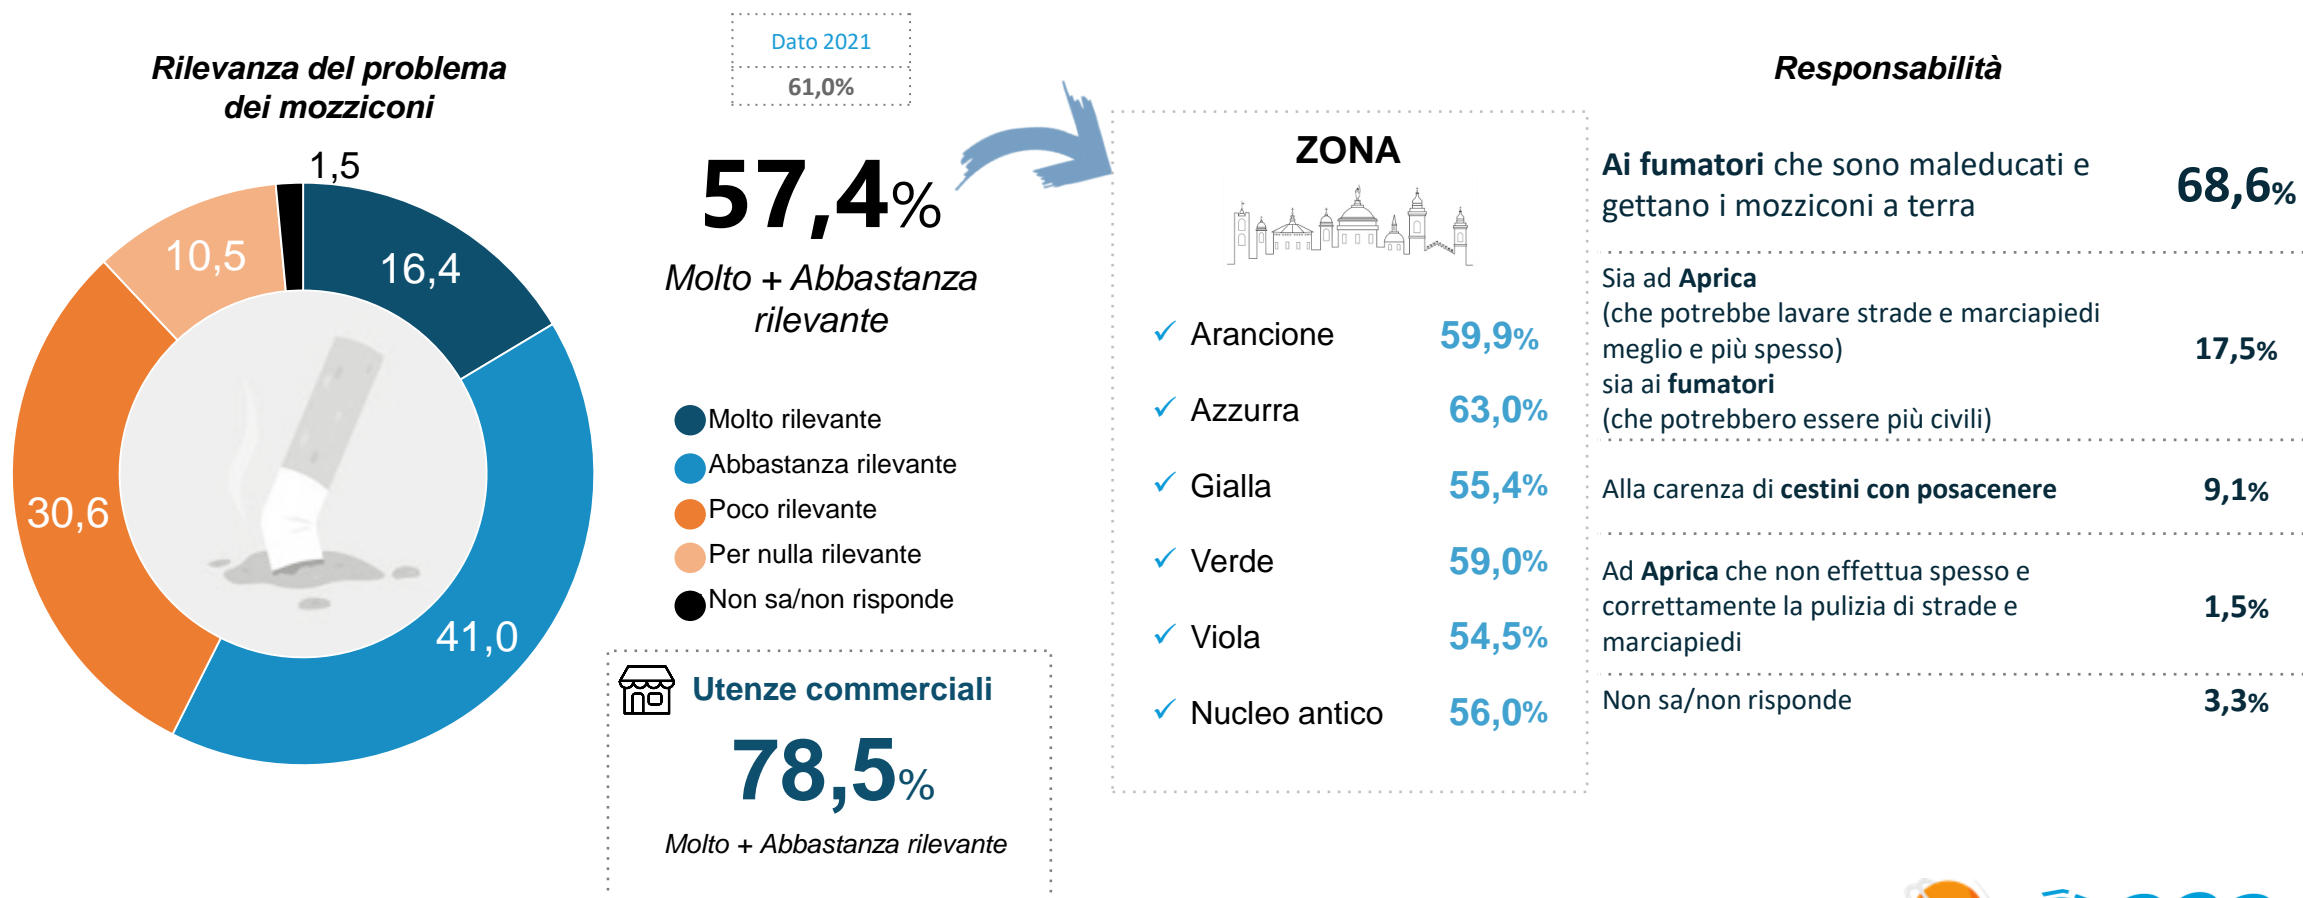 Rilevanza del problema
dei mozziconi
1,5
10,5
16,4
30,6
41,0
Dato 2021
61,0%
57,4%
Molto + Abbastanza
rilevante
Molto rilevante
Abbastanza rilevante
Poco rilevante
Per nulla rilevante
Non sa/non risponde
Utenze commerciali
78,5%
Molto + Abbastanza rilevante
ZONA
Arancione 59,9%
Azzurra 63,0%
Gialla 55,4%
Verde 59,0%
Viola 54,5%
Nucleo antico 56,0%
Responsabilità
Ai fumatori che sono maleducati e
gettano i mozziconi a terra
68,6%
Sia ad Aprica
(che potrebbe lavare strade e marciapiedi
meglio e più spesso)
sia ai fumatori
(che potrebbero essere più civili)
17,5%
Alla carenza di cestini con posacenere 9,1%
Ad Aprica che non effettua spesso e
correttamente la pulizia di strade e
marciapiedi
1,5%
Non sa/non risponde 3,3%